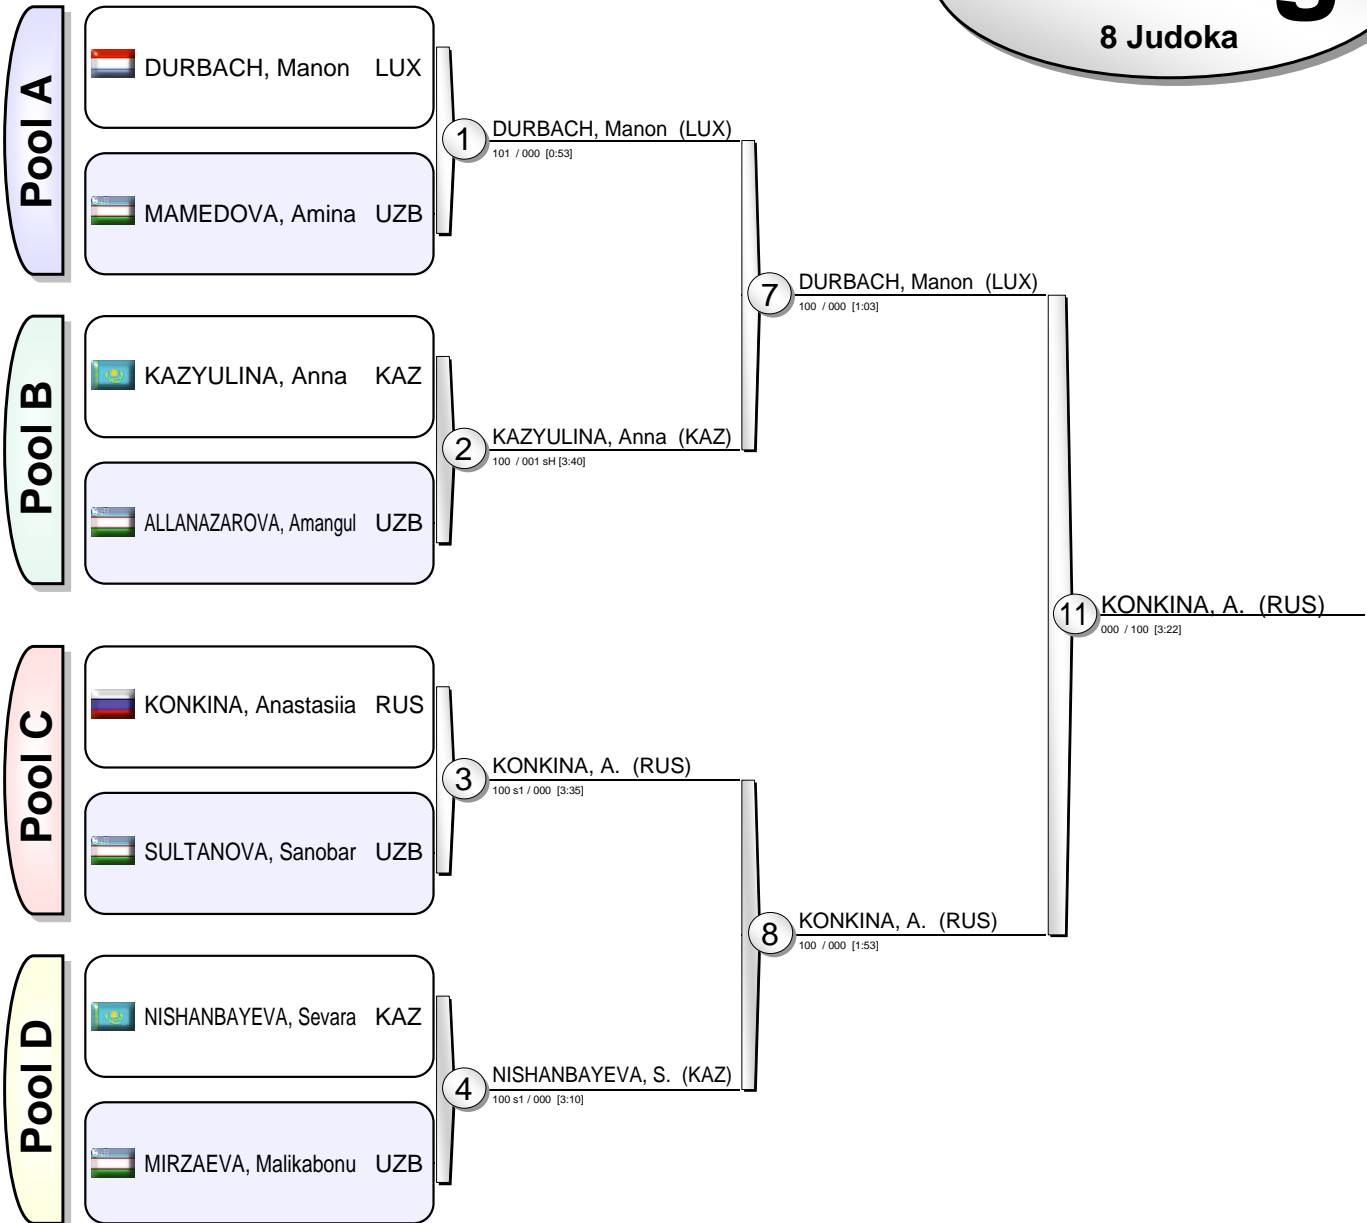 8 Judoka
Pool A
DURBACH, Manon LUX
MAMEDOVA, Amina UZB
1
DURBACH, Manon (LUX)
101 / 000 [0:53]
Pool B
KAZYULINA, Anna KAZ
ALLANAZAROVA, Amangul UZB
2
KAZYULINA, Anna (KAZ)
100 / 001 sH [3:40]
7
DURBACH, Manon (LUX)
100 / 000 [1:03]
Pool C
KONKINA, Anastasiia RUS
SULTANOVA, Sanobar UZB
3
KONKINA, A. (RUS)
100 s1 / 000 [3:35]
Pool D
NISHANBAYEVA, Sevara KAZ
MIRZAEVA, Malikabonu UZB
4
NISHANBAYEVA, S. (KAZ)
100 s1 / 000 [3:10]
8
KONKINA, A. (RUS)
100 / 000 [1:53]
11
KONKINA, A. (RUS)
000 / 100 [3:22]